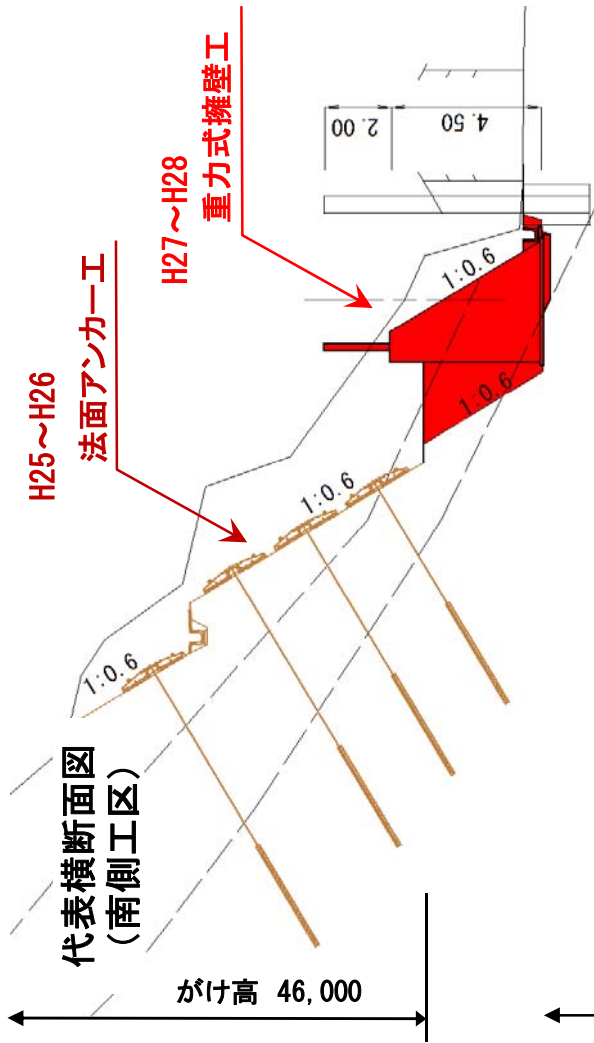 H27～H28
重力式擁壁工
H25～H26
法面アンカー工
2.00
4.50
1:0.6
1:0.6
1:0.6
1:0.6
代表横断面図
(南側工区)
がけ高 46,000